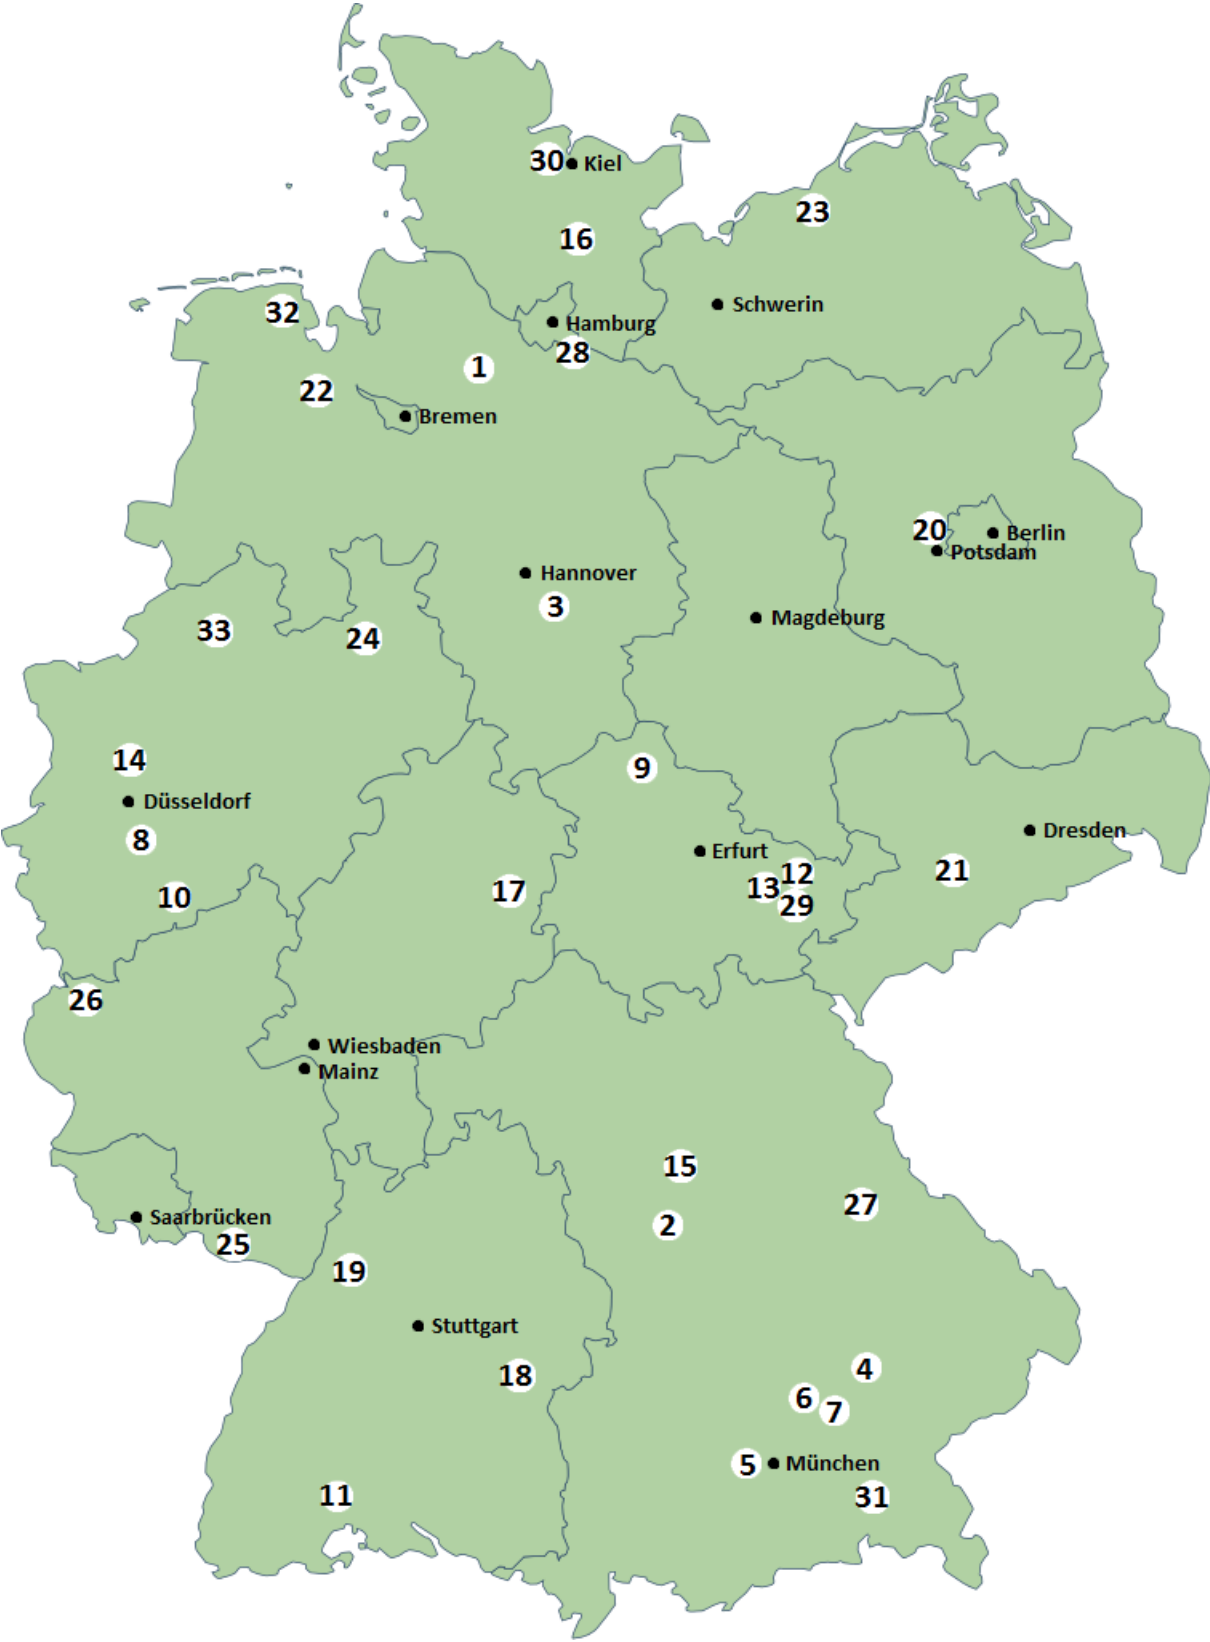 30 Kiel
23
16
32
Schwerin
Hamburg
28
1
22
Bremen
20 Berlin
Potsdam
Hannover
3
Magdeburg
33
24
14
9
Düsseldorf
8
Dresden
Erfurt
12
21
13
17
10
29
26
Wiesbaden
Mainz
15
27
Saarbrücken
2
25
19
Stuttgart
18
4
6
7
5 München
11
31